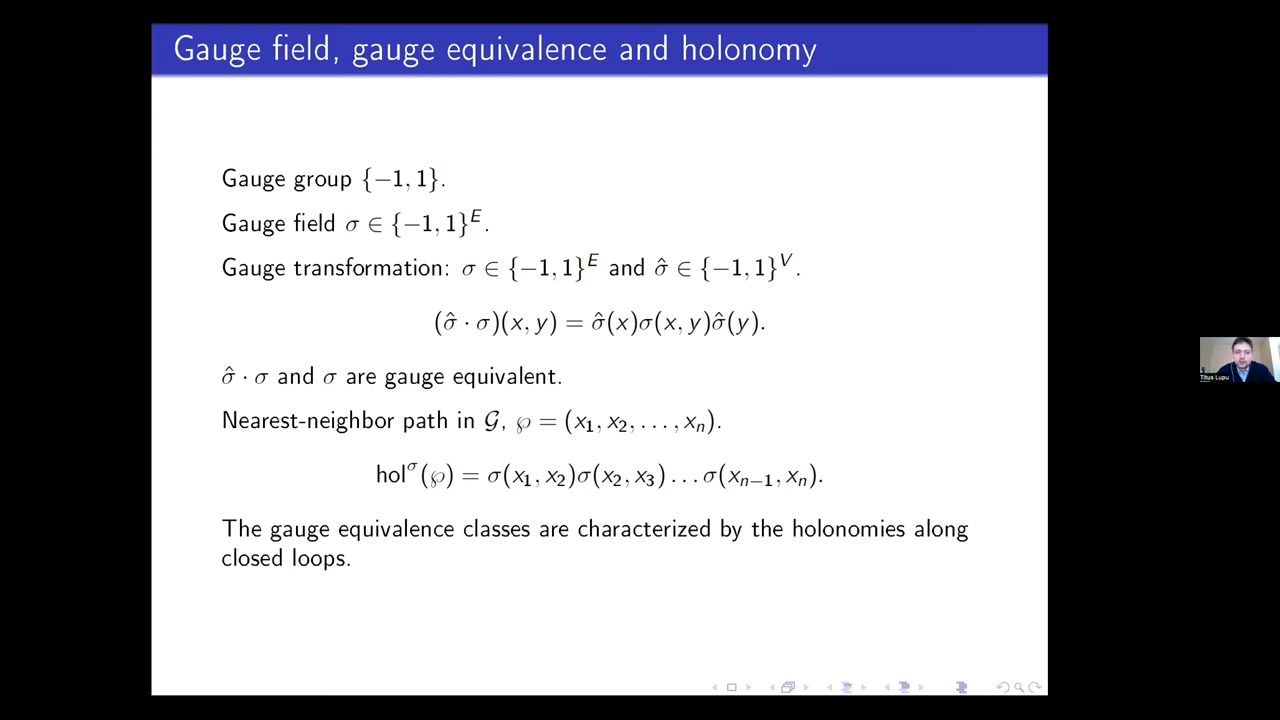 Gauge field, gauge equivalence and holonomy
Gauge group {−1, 1}.
Gauge field σ ∈ {−1, 1}^E.
Gauge transformation: σ ∈ {−1, 1}^E and σ̂ ∈ {−1, 1}^V.
(σ̂ · σ)(x, y) = σ̂(x)σ(x, y)σ̂(y).
σ̂ · σ and σ are gauge equivalent.
Nearest-neighbor path in 𝒢, ℘ = (x₁, x₂, . . . , xₙ).
hol^σ(℘) = σ(x₁, x₂)σ(x₂, x₃) . . . σ(xₙ₋₁, xₙ).
The gauge equivalence classes are characterized by the holonomies along
closed loops.
Titus Lupu